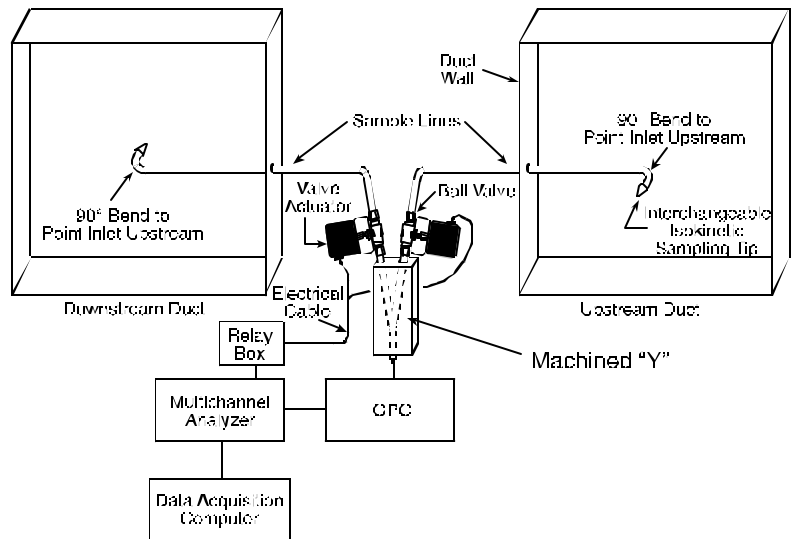 Duct
Wall
Sample Lines
90° Bend to
Point Inlet Upstream
90° Bend to
Point Inlet Upstream
Valve
Actuator
Ball Valve
Interchangeable
Isokinetic
Sampling Tip
Downstream Duct
Electrical
Cable
Upstream Duct
Relay
Box
Machined “Y”
Multichannel
Analyzer
OPC
Data Acquisition
Computer